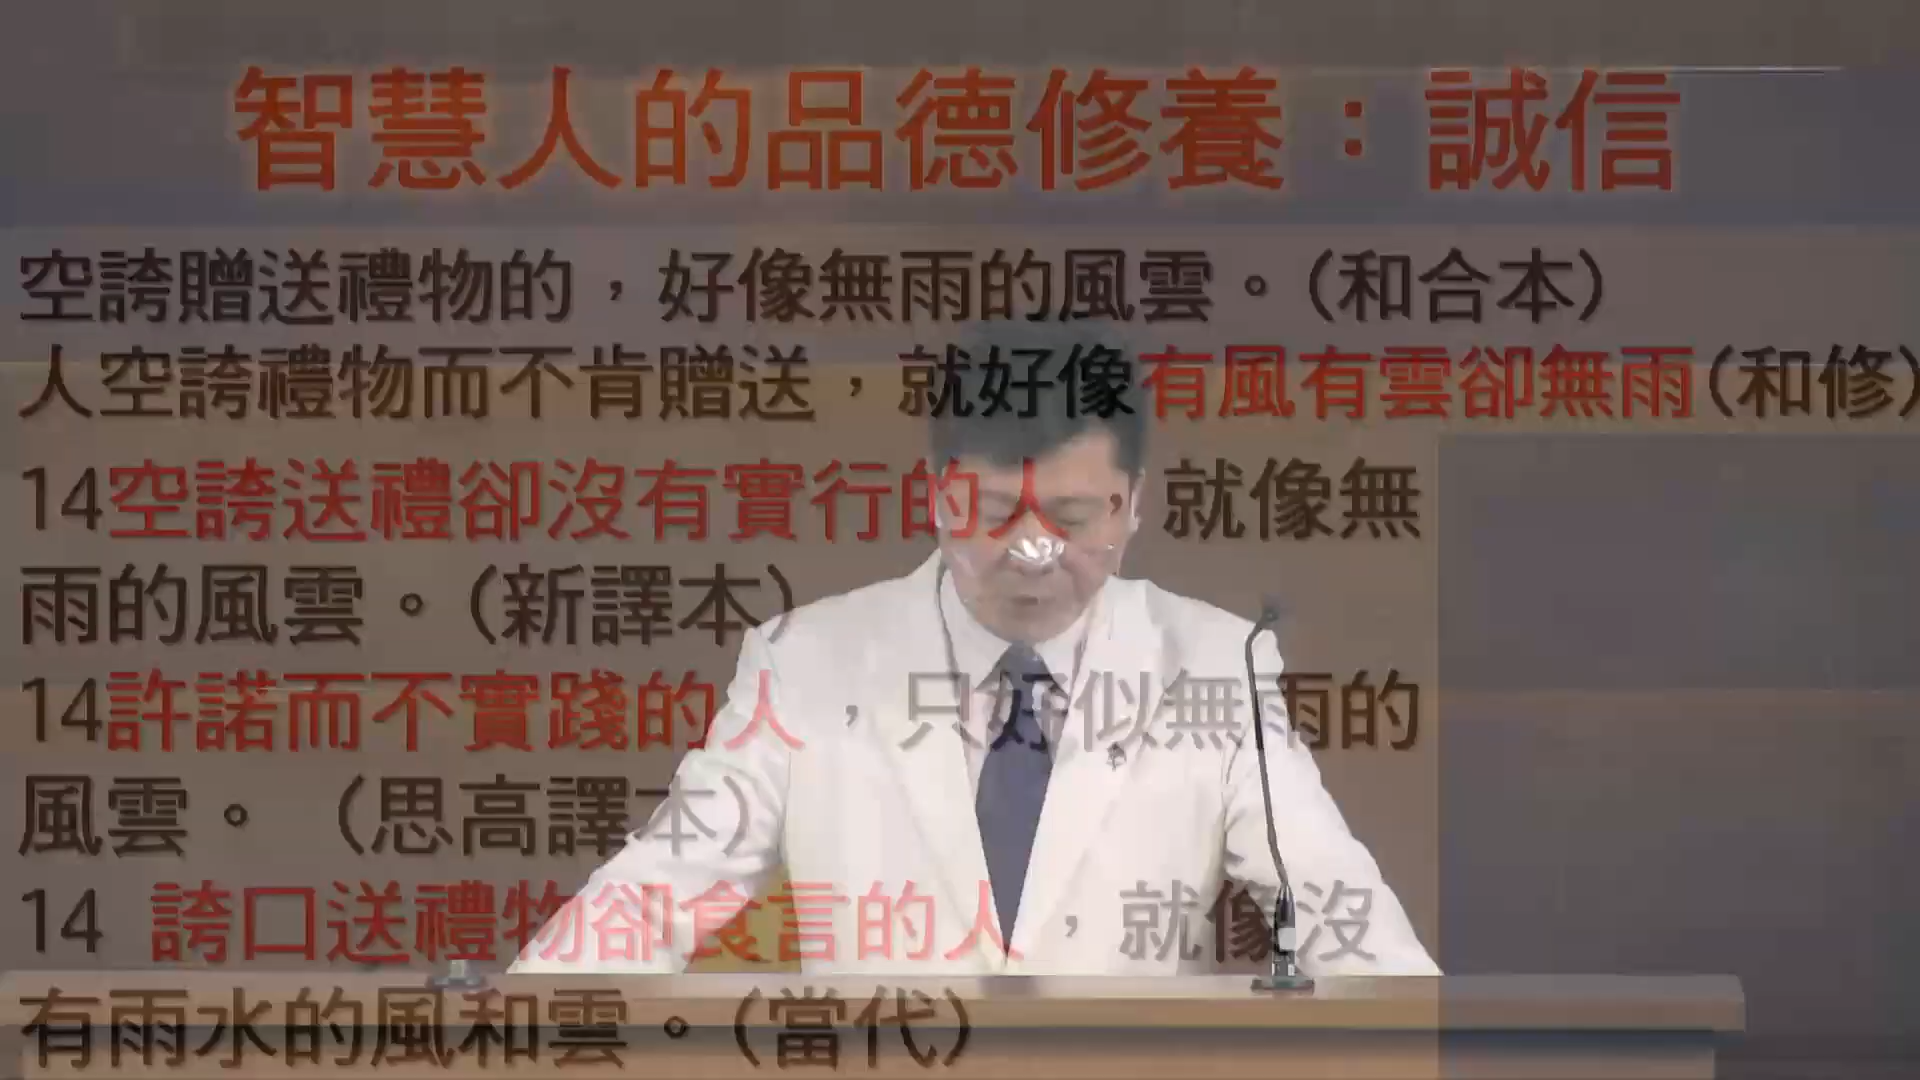 智慧人的品德修養：誠信
空誇贈送禮物的，好像無雨的風雲。(和合本)
人空誇禮物而不肯贈送，就好像有風有雲卻無雨(和修)
14空誇送禮卻沒有實行的人，就像無
雨的風雲。(新譯本)
14許諾而不實踐的人，只好似無雨的
風雲。（思高譯本）
14 誇口送禮物卻食言的人，就像沒
有雨水的風和雲。(當代)